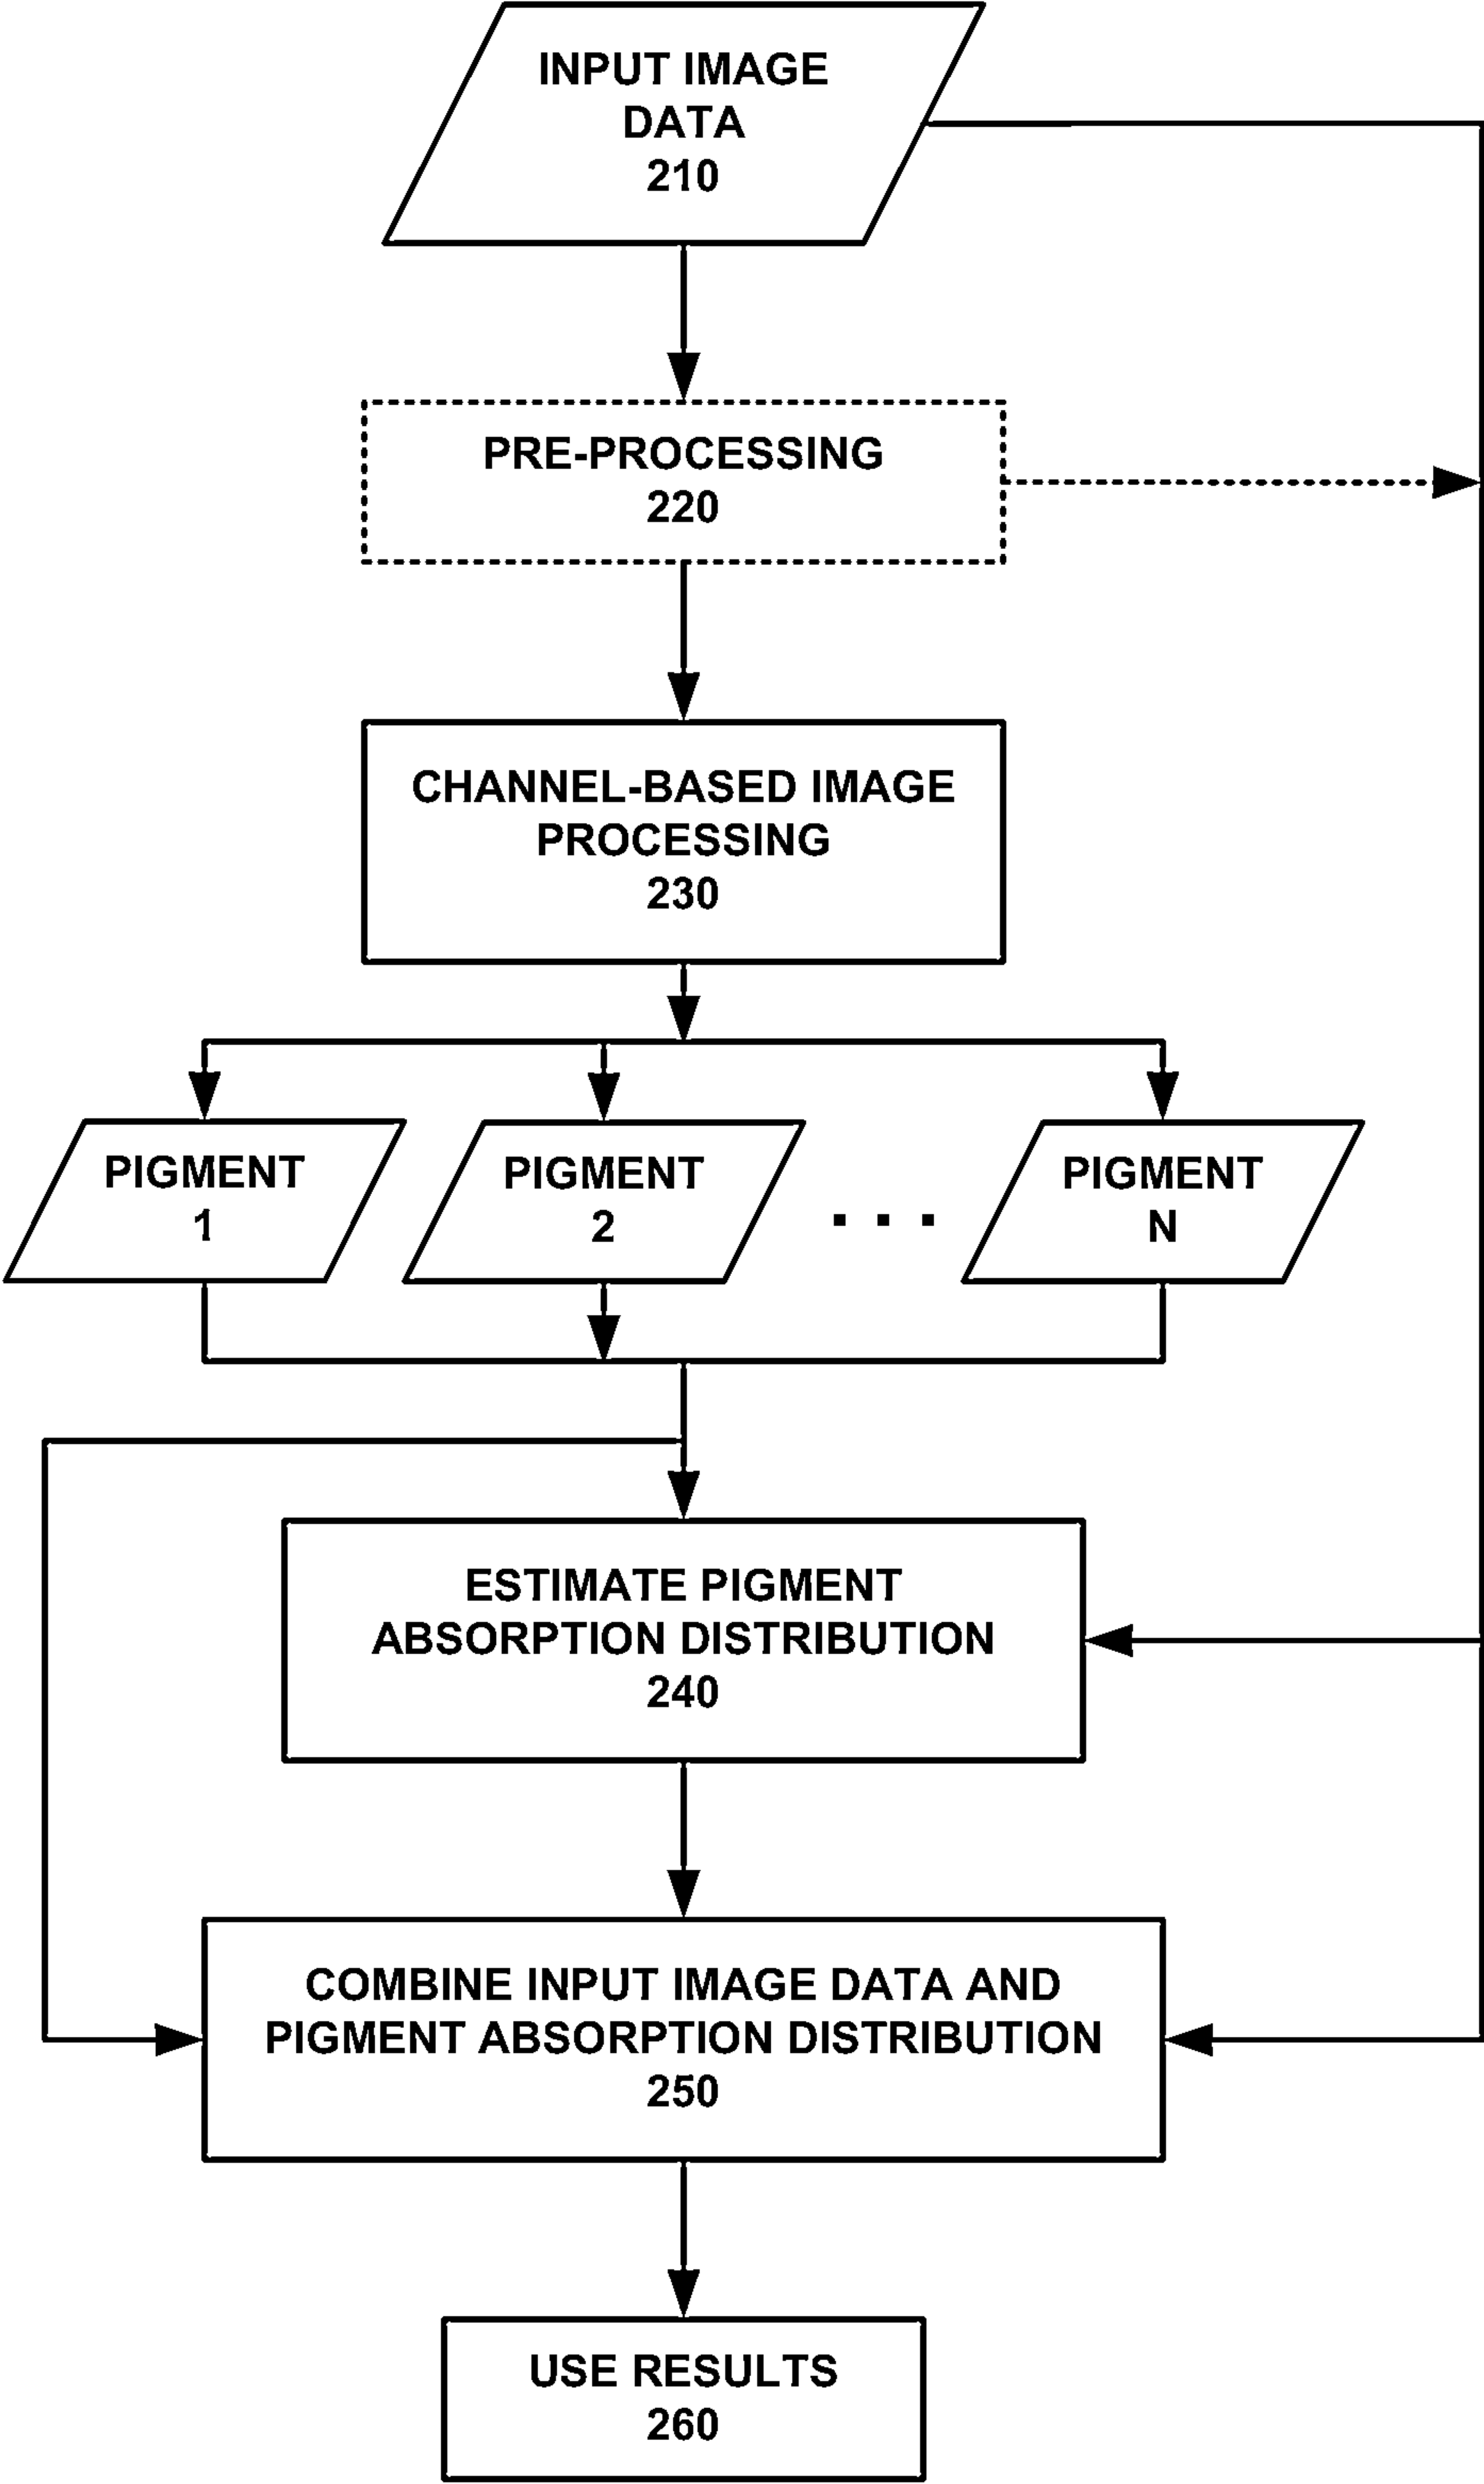 INPUT IMAGE
DATA
210
PRE-PROCESSING
220
CHANNEL-BASED IMAGE
PROCESSING
230
PIGMENT
1
PIGMENT
2
. . .
PIGMENT
N
ESTIMATE PIGMENT
ABSORPTION DISTRIBUTION
240
COMBINE INPUT IMAGE DATA AND
PIGMENT ABSORPTION DISTRIBUTION
250
USE RESULTS
260